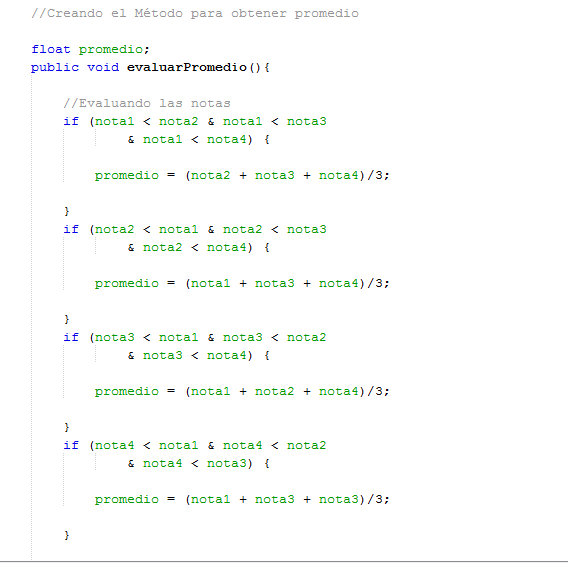 //Creando el Método para obtener promedio
float promedio;
public void evaluarPromedio(){
//Evaluando las notas
if (nota1 < nota2 & nota1 < nota3
& nota1 < nota4) {
promedio = (nota2 + nota3 + nota4)/3;
}
if (nota2 < nota1 & nota2 < nota3
& nota2 < nota4) {
promedio = (nota1 + nota3 + nota4)/3;
}
if (nota3 < nota1 & nota3 < nota2
& nota3 < nota4) {
promedio = (nota1 + nota2 + nota4)/3;
}
if (nota4 < nota1 & nota4 < nota2
& nota4 < nota3) {
promedio = (nota1 + nota3 + nota3)/3;
}